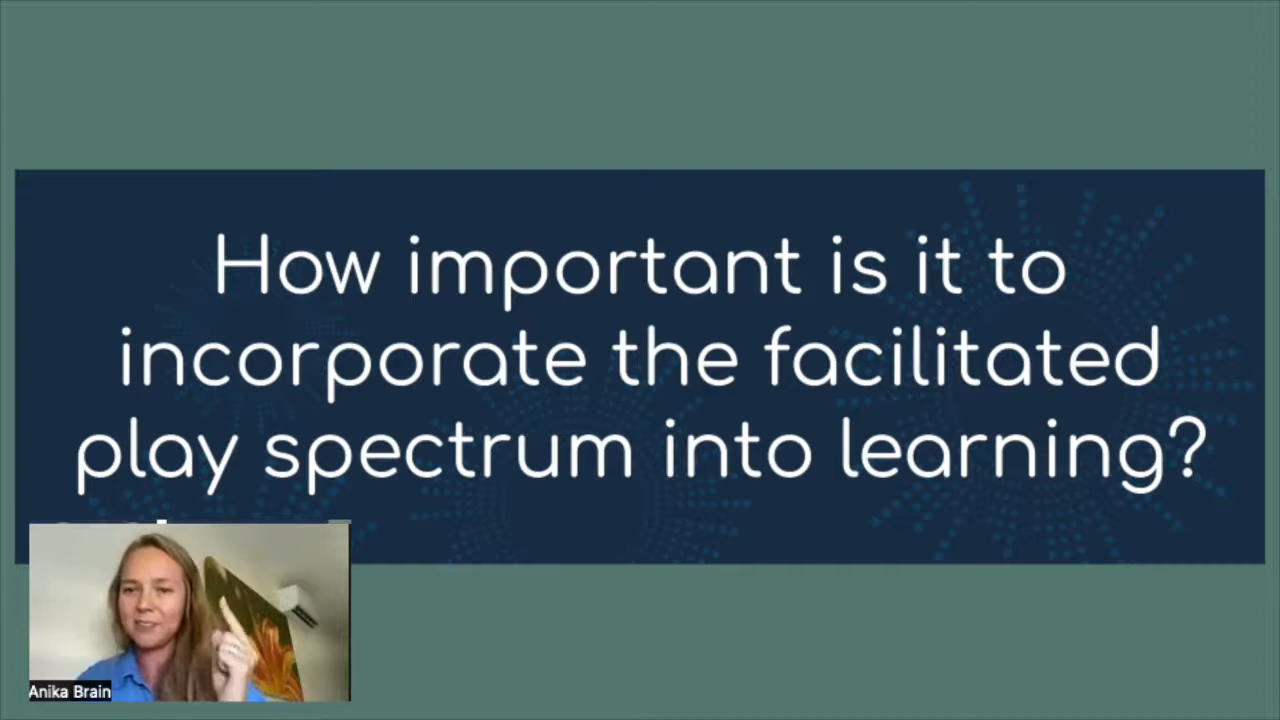 How important is it to
incorporate the facilitated
play spectrum into learning?
Anika Brain